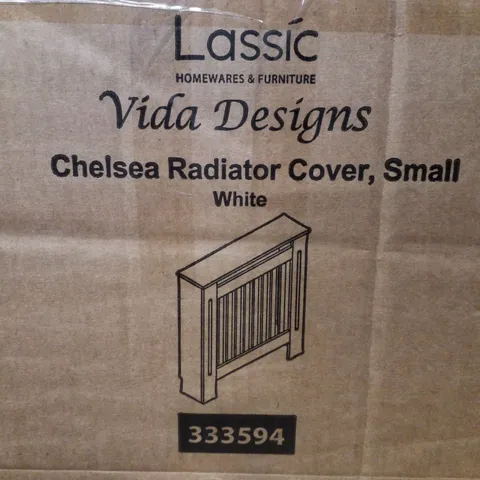 Lassic
HOMEWARES & FURNITURE
Vida Designs
Chelsea Radiator Cover, Small
White
333594